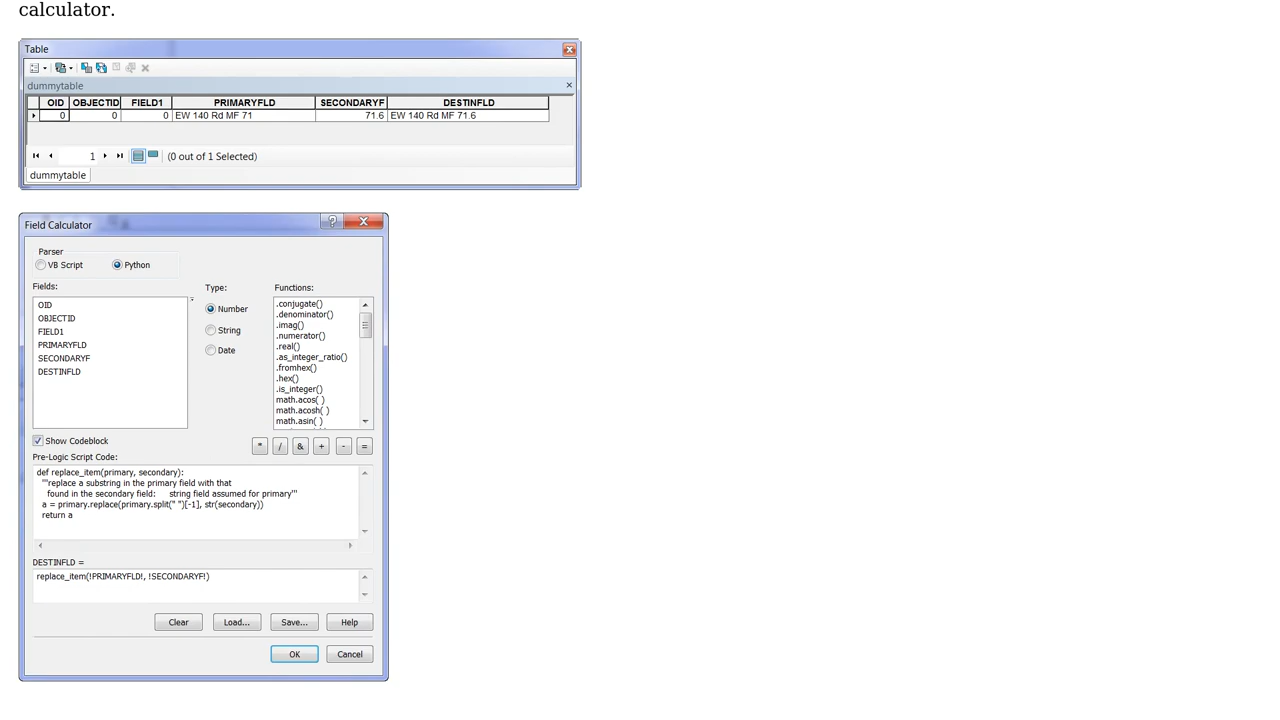 calculator.
Table
dummytable
OID OBJECTID FIELD1 PRIMARYFLD SECONDARYF DESTINFLD
0 0 0 EW 140 Rd MF 71 71.6 EW 140 Rd MF 71.6
1 (0 out of 1 Selected)
dummytable
Field Calculator
Parser
VB Script Python
Fields: Type: Functions:
OID
OBJECTID
FIELD1
PRIMARYFLD
SECONDARYF
DESTINFLD
Number
String
Date
.conjugate()
.denominator()
.imag()
.numerator()
.real()
.as_integer_ratio()
.fromhex()
.hex()
.is_integer()
math.acos( )
math.acosh( )
math.asin( )
Show Codeblock
* / & + - =
Pre-Logic Script Code:
def replace_item(primary, secondary):
'''replace a substring in the primary field with that
found in the secondary field: string field assumed for primary'''
a = primary.replace(primary.split(" ")[-1], str(secondary))
return a
DESTINFLD =
replace_item(!PRIMARYFLD!, !SECONDARYF!)
Clear Load... Save... Help
OK Cancel